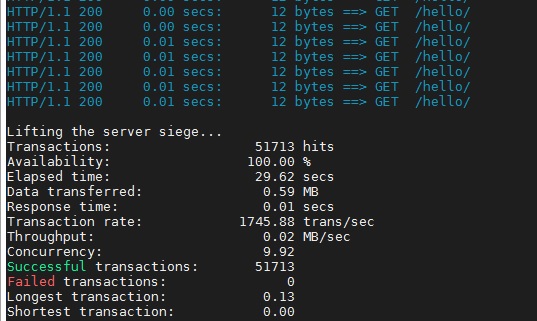 HTTP/1.1 200 0.00 secs: 12 bytes ==> GET /hello/
HTTP/1.1 200 0.00 secs: 12 bytes ==> GET /hello/
HTTP/1.1 200 0.00 secs: 12 bytes ==> GET /hello/
HTTP/1.1 200 0.01 secs: 12 bytes ==> GET /hello/
HTTP/1.1 200 0.01 secs: 12 bytes ==> GET /hello/
HTTP/1.1 200 0.01 secs: 12 bytes ==> GET /hello/
HTTP/1.1 200 0.01 secs: 12 bytes ==> GET /hello/
HTTP/1.1 200 0.01 secs: 12 bytes ==> GET /hello/

Lifting the server siege...
Transactions: 51713 hits
Availability: 100.00 %
Elapsed time: 29.62 secs
Data transferred: 0.59 MB
Response time: 0.01 secs
Transaction rate: 1745.88 trans/sec
Throughput: 0.02 MB/sec
Concurrency: 9.92
Successful transactions: 51713
Failed transactions: 0
Longest transaction: 0.13
Shortest transaction: 0.00